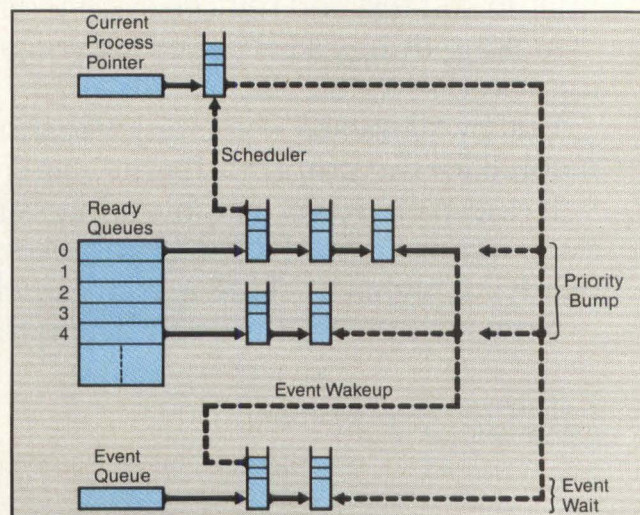 Current
Process
Pointer
Scheduler
Ready
Queues
0
1
2
3
4
Priority
Bump
Event Wakeup
Event
Queue
Event
Wait